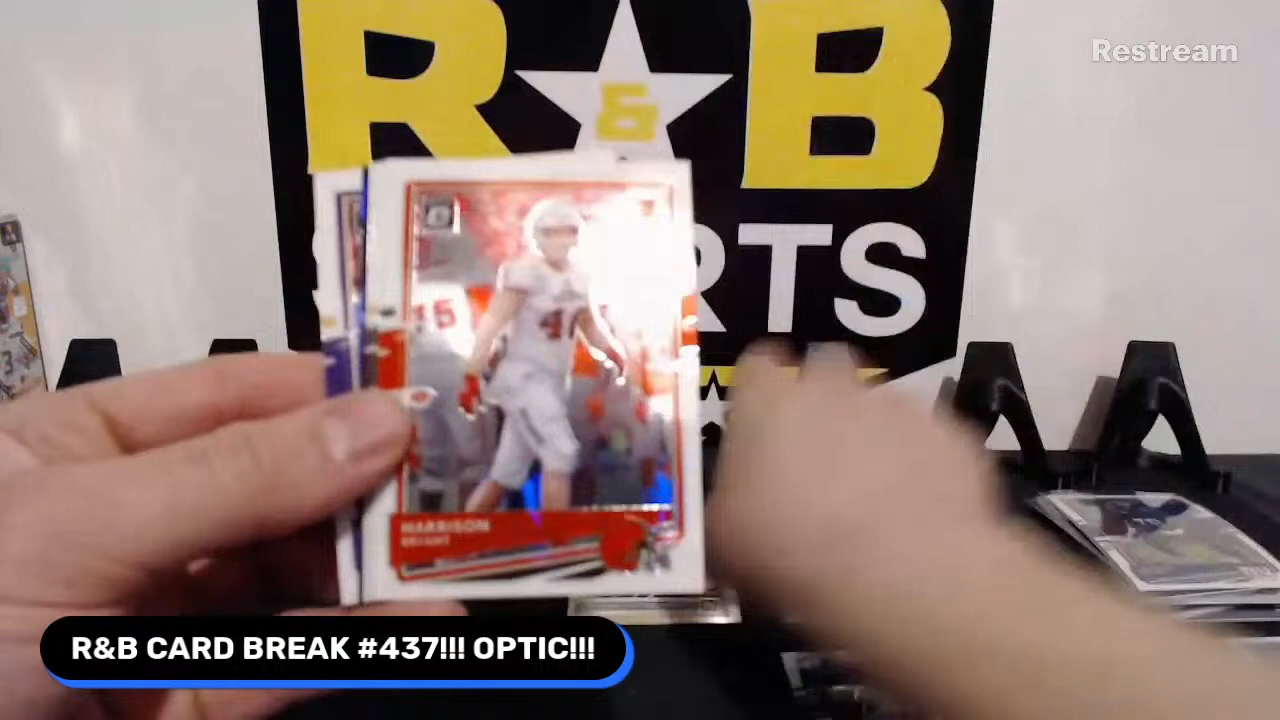 R & B
RTS
Restream
HARRISON
BRYANT
R&B CARD BREAK #437!!! OPTIC!!!